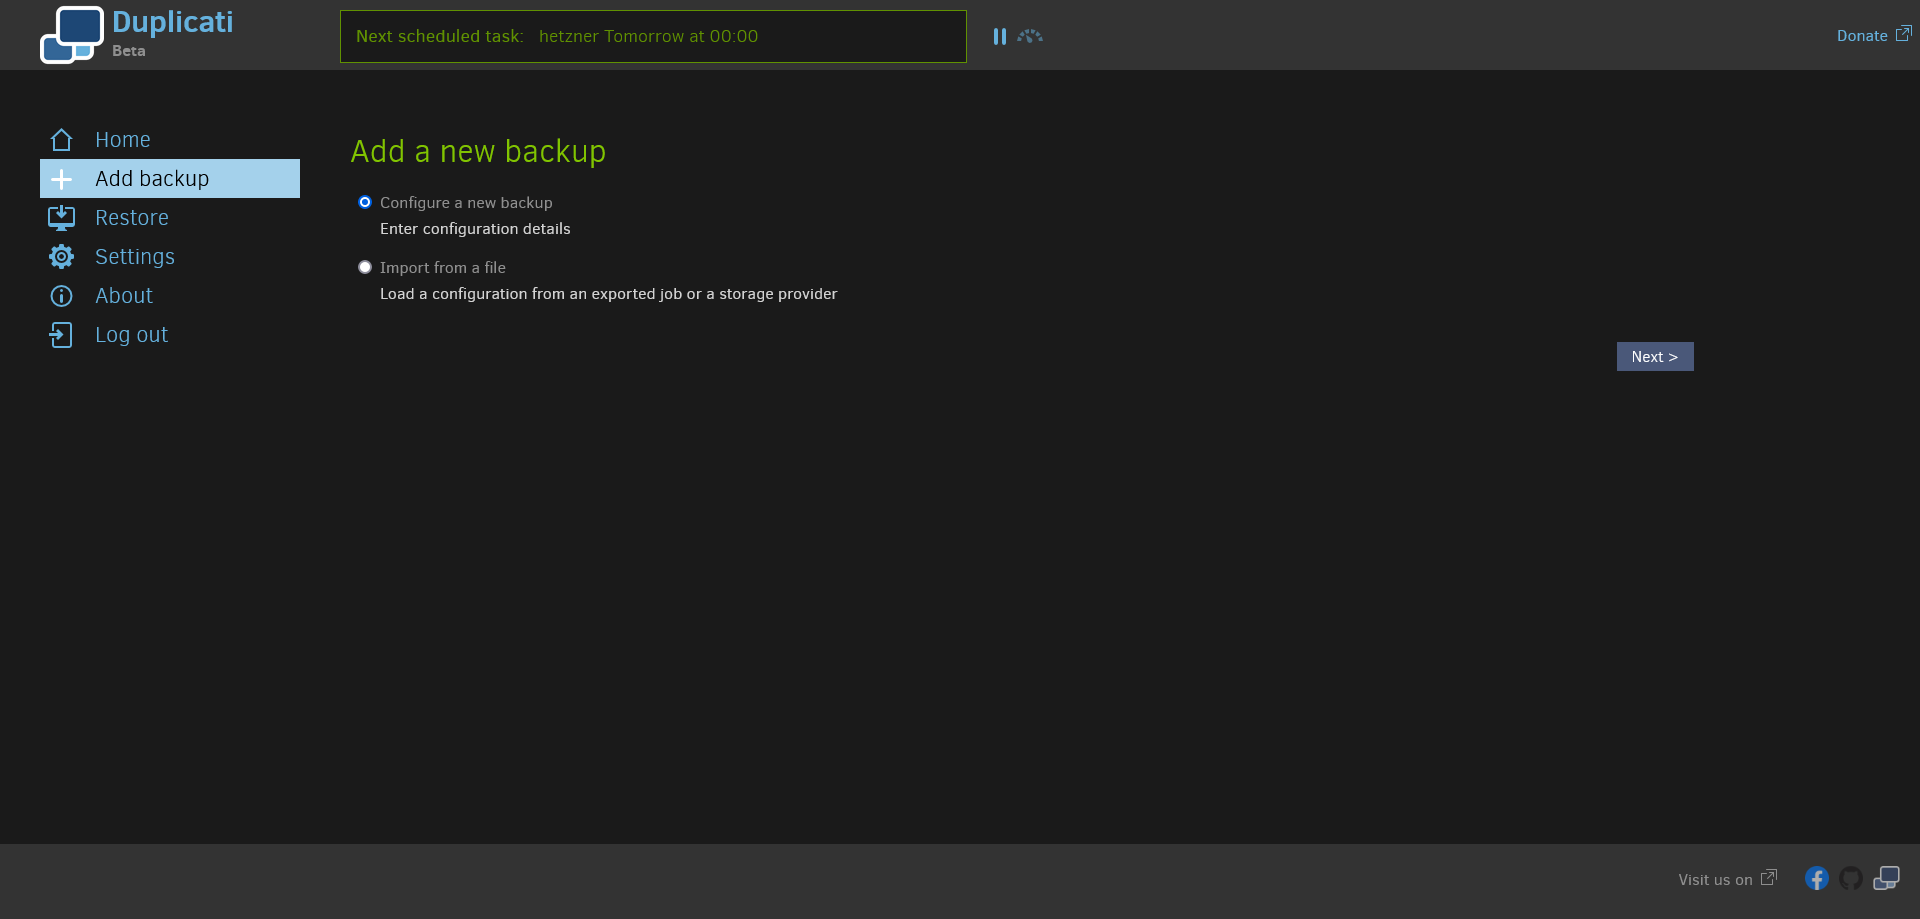 Duplicati
Beta
Next scheduled task: hetzner Tomorrow at 00:00
Donate
Home
Add backup
Restore
Settings
About
Log out
Add a new backup
Configure a new backup
Enter configuration details
Import from a file
Load a configuration from an exported job or a storage provider
Next >
Visit us on